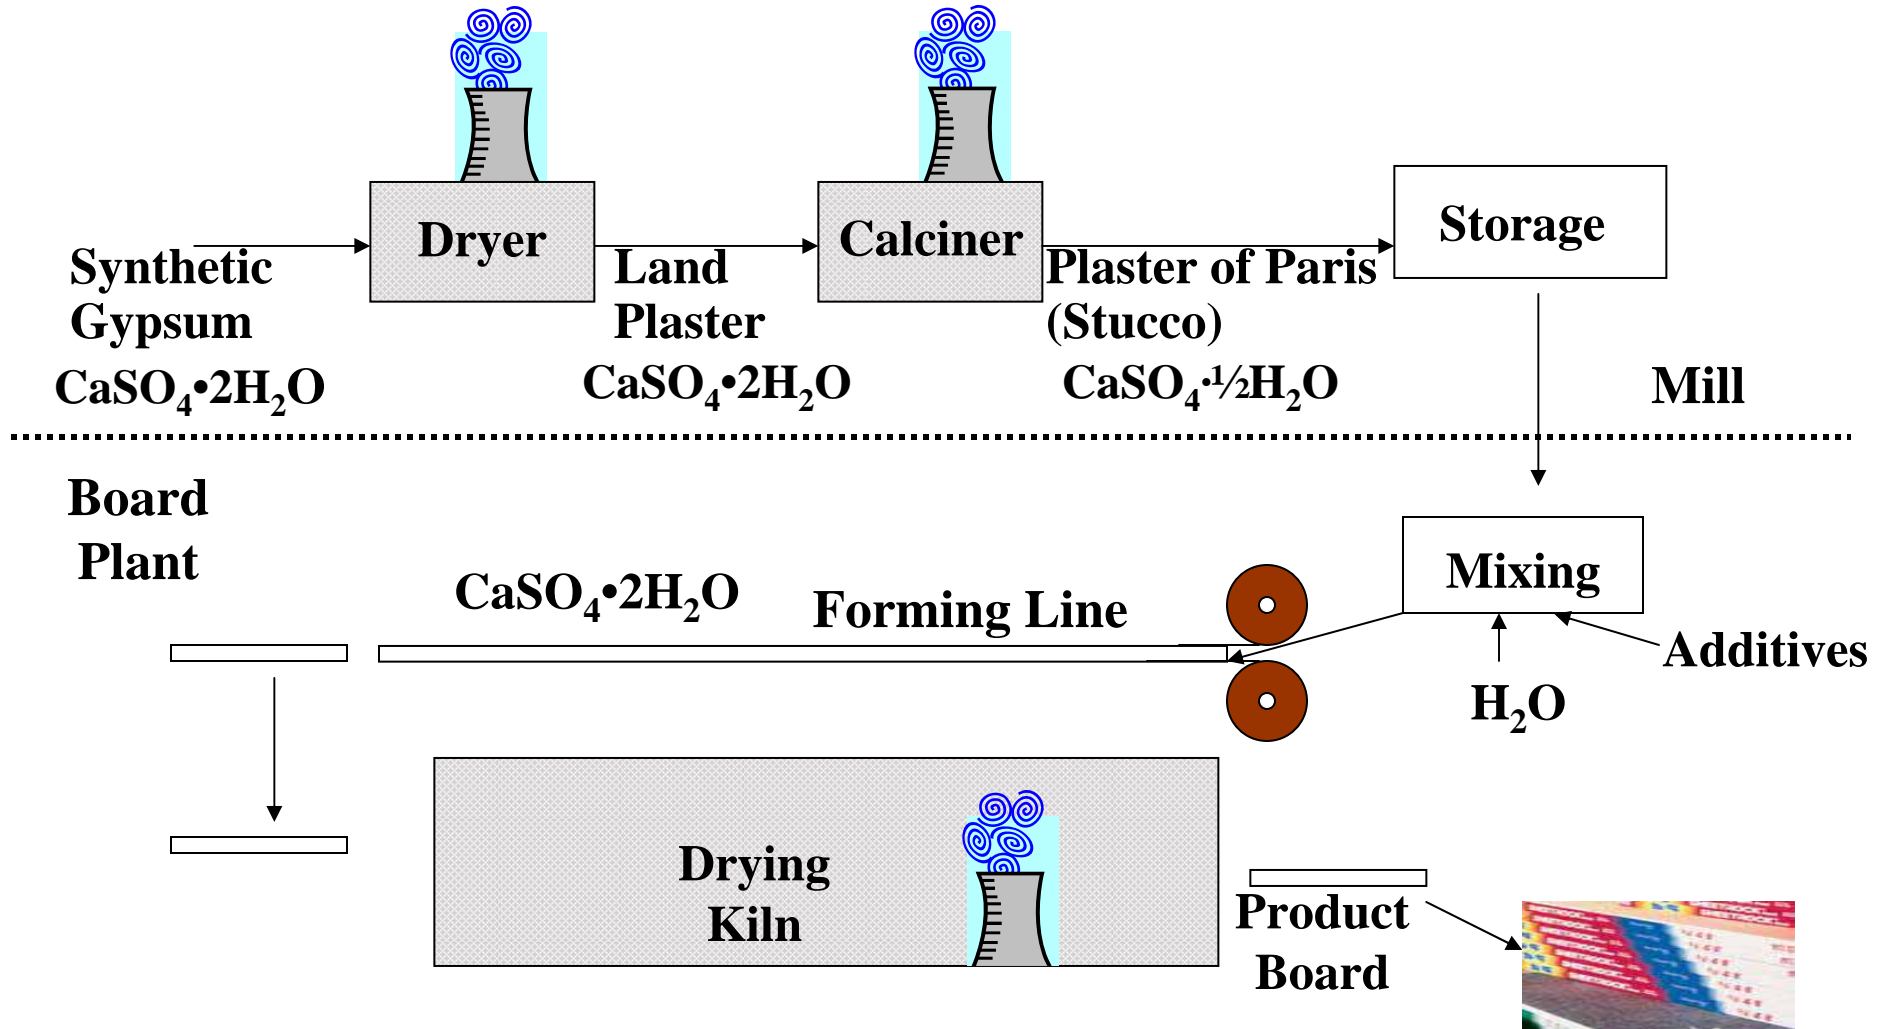 Dryer
Calciner
Storage
Synthetic
Gypsum
CaSO₄•2H₂O
Land
Plaster
CaSO₄•2H₂O
Plaster of Paris
(Stucco)
CaSO₄·½H₂O
Mill
Board
Plant
CaSO₄•2H₂O
Forming Line
Mixing
Additives
H₂O
Drying
Kiln
Product
Board